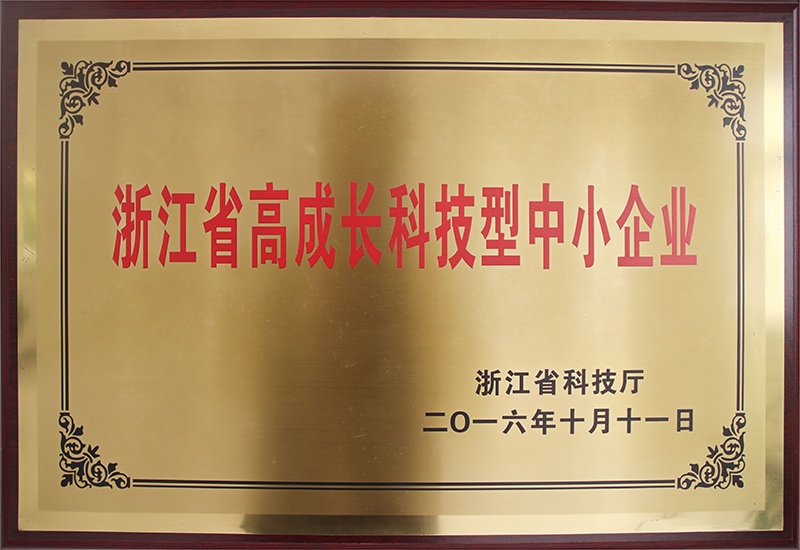 浙江省高成长科技型中小企业
浙江省科技厅
二〇一六年十月十一日